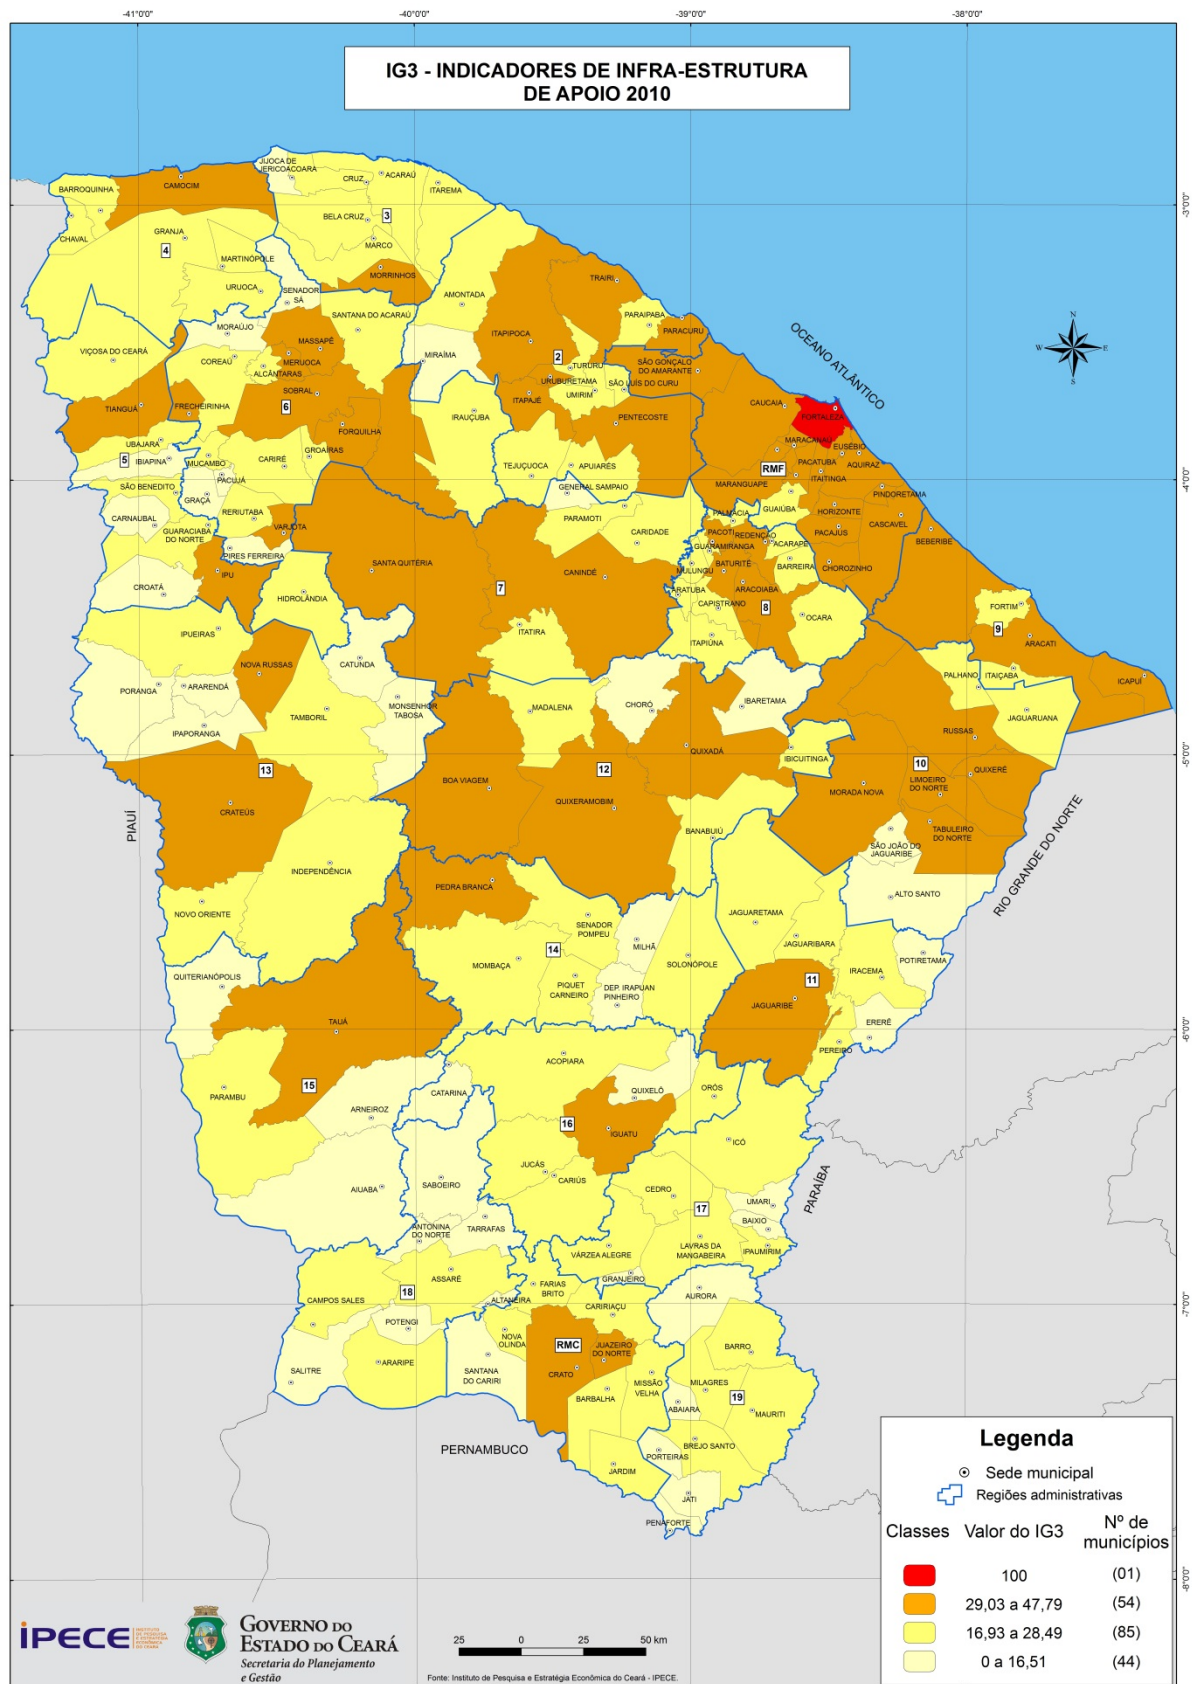 -41°0'0"
-40°0'0"
-39°0'0"
-38°0'0"
IG3 - INDICADORES DE INFRA-ESTRUTURA
DE APOIO 2010
JIJOCA DE
JERICOACOARA
CRUZ
ACARAÚ
ITAREMA
BARROQUINHA
CAMOCIM
-3°0'0"
BELA CRUZ
3
CHAVAL
GRANJA
4
MARCO
MARTINÓPOLE
MORRINHOS
TRAIRI
URUOCA
SENADOR
SÁ
AMONTADA
SANTANA DO ACARAÚ
PARAIPABA
PARACURU
MORAÚJO
MASSAPÊ
ITAPIPOCA
OCEANO ATLÂNTICO
VIÇOSA DO CEARÁ
COREAÚ
MERUOCA
MIRAÍMA
2
TURURU
SÃO GONÇALO
DO AMARANTE
ALCÂNTARAS
URUBURETAMA
SÃO LUÍS DO CURU
SOBRAL
ITAPAJÉ
UMIRIM
TIANGUÁ
FRECHEIRINHA
6
IRAUÇUBA
CAUCAIA
FORTALEZA
PENTECOSTE
FORQUILHA
UBAJARA
GROAÍRAS
MARACANAÚ
EUSÉBIO
5
IBIAPINA
MUCAMBO
CARIRÉ
TEJUÇUOCA
APUIARÉS
RMF
PACATUBA
AQUIRAZ
ITAITINGA
PACUJÁ
MARANGUAPE
SÃO BENEDITO
GRAÇA
GENERAL SAMPAIO
PINDORETAMA
RERIUTABA
PARAMOTI
PALMÁCIA
GUAIÚBA
HORIZONTE
CARNAUBAL
CASCAVEL
GUARACIABA
DO NORTE
VARJOTA
CARIDADE
PACOTI
REDENÇÃO
PACAJÚS
BEBERIBE
GUARAMIRANGA
ACARAPE
PIRES FERREIRA
SANTA QUITÉRIA
CANINDÉ
MULUNGU
BATURITÉ
BARREIRA
CHOROZINHO
IPU
7
ARATUBA
ARACOIABA
CROATÁ
HIDROLÂNDIA
CAPISTRANO
8
OCARA
FORTIM
IPUEIRAS
ITATIRA
ITAPIÚNA
9
ARACATI
NOVA RUSSAS
CATUNDA
PALHANO
ITAIÇABA
ICAPUÍ
PORANGA
ARARENDÁ
MONSENHOR
TABOSA
MADALENA
CHORÓ
IBARETAMA
TAMBORIL
JAGUARUANA
IPAPORANGA
RUSSAS
13
12
QUIXADÁ
IBICUITINGA
10
-5°0'0"
CRATEÚS
BOA VIAGEM
QUIXERAMOBIM
LIMOEIRO
DO NORTE
QUIXERÉ
MORADA NOVA
PIAUÍ
BANABUIÚ
TABULEIRO
DO NORTE
SÃO JOÃO DO
JAGUARIBE
INDEPENDÊNCIA
PEDRA BRANCA
RIO GRANDE DO NORTE
ALTO SANTO
NOVO ORIENTE
SENADOR
POMPEU
JAGUARETAMA
14
MILHÃ
JAGUARIBARA
POTIRETAMA
MOMBAÇA
SOLONÓPOLE
QUITERIANÓPOLIS
PIQUET
CARNEIRO
DEP. IRAPUAN
PINHEIRO
11
IRACEMA
JAGUARIBE
TAUÁ
ERERÊ
-6°0'0"
PEREIRO
ACOPIARA
15
CATARINA
QUIXELÔ
ORÓS
PARAMBU
ARNEIROZ
16
IGUATU
ICÓ
JUCÁS
PARAÍBA
CARIÚS
CEDRO
AIUABA
SABOEIRO
UMARI
17
BAIXIO
ANTONINA
DO NORTE
TARRAFAS
LAVRAS DA
MANGABEIRA
IPAUMIRIM
VÁRZEA ALEGRE
ASSARÉ
GRANJEIRO
18
FARIAS
BRITO
AURORA
CAMPOS SALES
ALTANEIRA
CARIRIAÇU
-7°0'0"
POTENGI
NOVA
OLINDA
RMC
JUAZEIRO
DO NORTE
BARRO
ARARIPE
CRATO
SALITRE
SANTANA
DO CARIRI
MISSÃO
VELHA
MILAGRES
BARBALHA
19
ABAIARA
MAURITI
PERNAMBUCO
BREJO SANTO
PORTEIRAS
JARDIM
JATI
PENAFORTE
-8°0'0"
N
E
S
W
Legenda
Sede municipal
Regiões administrativas
Classes Valor do IG3 Nº de
municípios
100 (01)
29,03 a 47,79 (54)
16,93 a 28,49 (85)
0 a 16,51 (44)
IPECE INSTITUTO
DE PESQUISA
E ESTRATÉGIA
ECONÔMICA
DO CEARÁ
GOVERNO DO
ESTADO DO CEARÁ
Secretaria do Planejamento
e Gestão
25 0 25 50 km
Fonte: Instituto de Pesquisa e Estratégia Econômica do Ceará - IPECE.
-4°0'0"